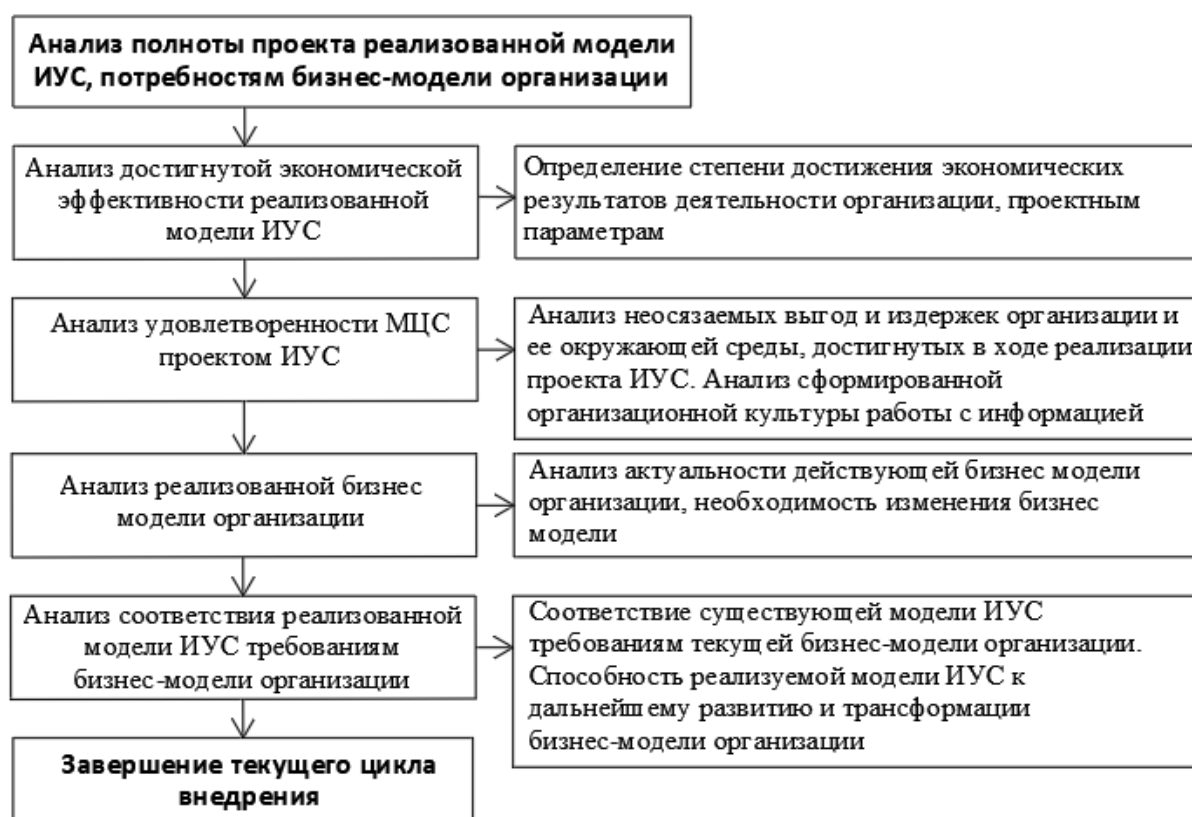 Анализ полноты проекта реализованной модели
ИУС, потребностям бизнес-модели организации
Анализ достигнутой экономической
эффективности реализованной
модели ИУС
Определение степени достижения экономических
результатов деятельности организации, проектным
параметрам
Анализ удовлетворенности МЦС
проектом ИУС
Анализ неосязаемых выгод и издержек организации и
ее окружающей среды, достигнутых в ходе реализации
проекта ИУС. Анализ сформированной
организационной культуры работы с информацией
Анализ реализованной бизнес
модели организации
Анализ актуальности действующей бизнес модели
организации, необходимость изменения бизнес
модели
Анализ соответствия реализованной
модели ИУС требованиям
бизнес-модели организации
Соответствие существующей модели ИУС
требованиям текущей бизнес-модели организации.
Способность реализуемой модели ИУС к
дальнейшему развитию и трансформации
бизнес-модели организации
Завершение текущего цикла
внедрения